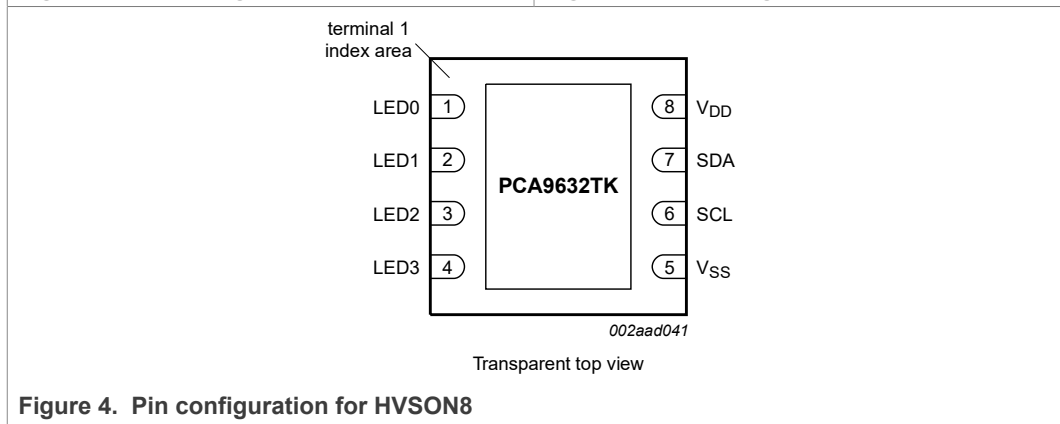 terminal 1
index area
LED0 1 8 VDD
LED1 2 7 SDA
PCA9632TK
LED2 3 6 SCL
LED3 4 5 VSS
002aad041
Transparent top view
Figure 4. Pin configuration for HVSON8